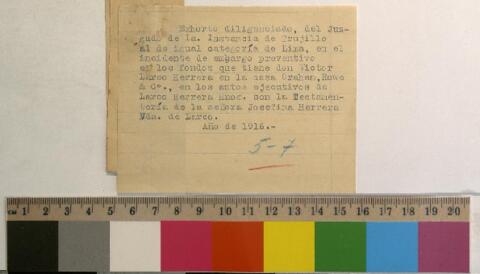 Exhorto diligenciado, del Juz-
gado de 1a. Instancia de Trujillo
al de igual categoría de Lima, en el
incidente de embargo preventivo
en los fondos que tiene don Victor
Larco Herrera en la casa Graham, Rowe
& Co., en los autos ejecutivos de
Larco Herrera Hnos. con la Testamen-
toría de la señora Josefina Herrera
Vda. de Larco.
Año de 1916.-
5-7
CM 1 2 3 4 5 6 7 8 9 10 11 12 13 14 15 16 17 18 19 20